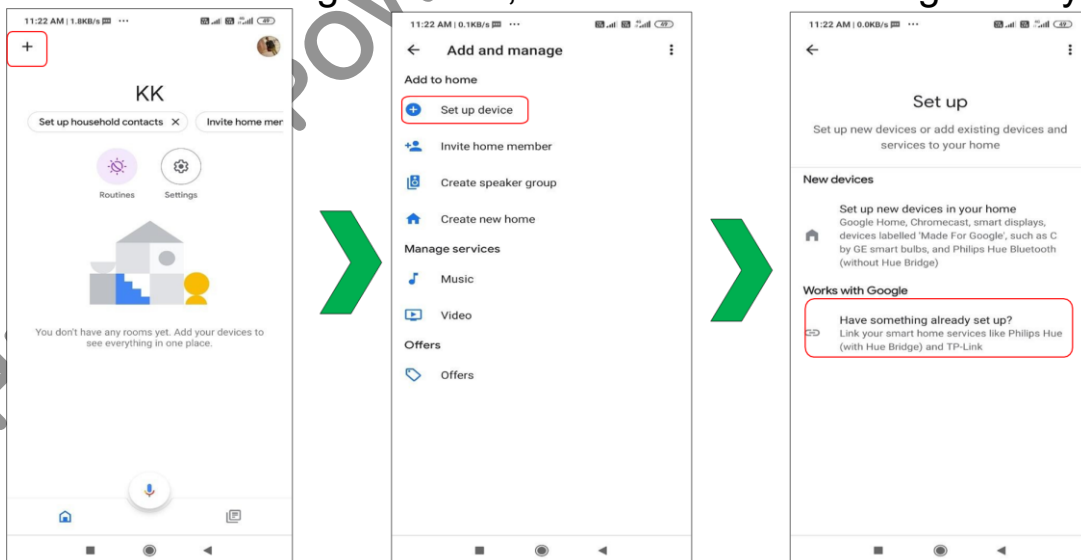 11:22 AM | 1.8KB/s ···
49
+
KK
Set up household contacts X
Invite home mer
Routines
Settings
You don't have any rooms yet. Add your devices to
see everything in one place.
11:22 AM | 0.1KB/s ···
49
Add and manage
Add to home
Set up device
Invite home member
Create speaker group
Create new home
Manage services
Music
Video
Offers
Offers
11:22 AM | 0.0KB/s ···
49
Set up
Set up new devices or add existing devices and
services to your home
New devices
Set up new devices in your home
Google Home, Chromecast, smart displays,
devices labelled 'Made For Google', such as C
by GE smart bulbs, and Philips Hue Bluetooth
(without Hue Bridge)
Works with Google
Have something already set up?
Link your smart home services like Philips Hue
(with Hue Bridge) and TP-Link